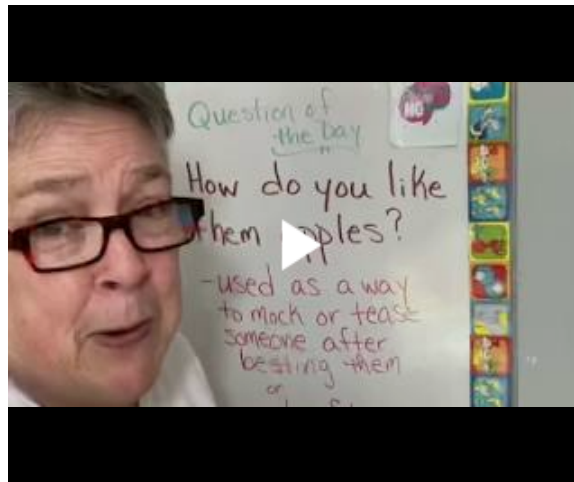 Question of
the Day
How do you like
them apples?
-used as a way
to mock or tease
someone after
besting them
or